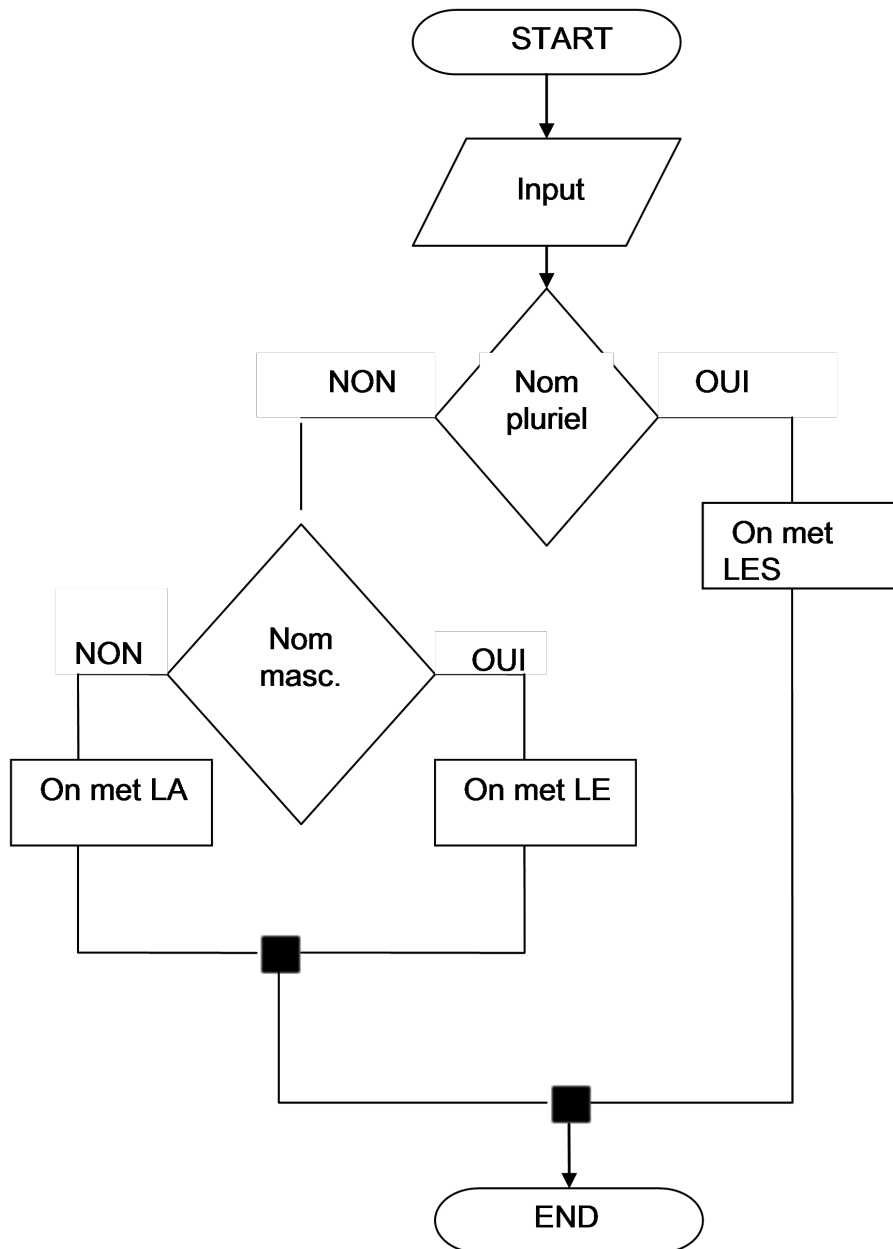 START
Input
NON
Nom
pluriel
OUI
On met
LES
NON
Nom
masc.
OUI
On met LA
On met LE
END